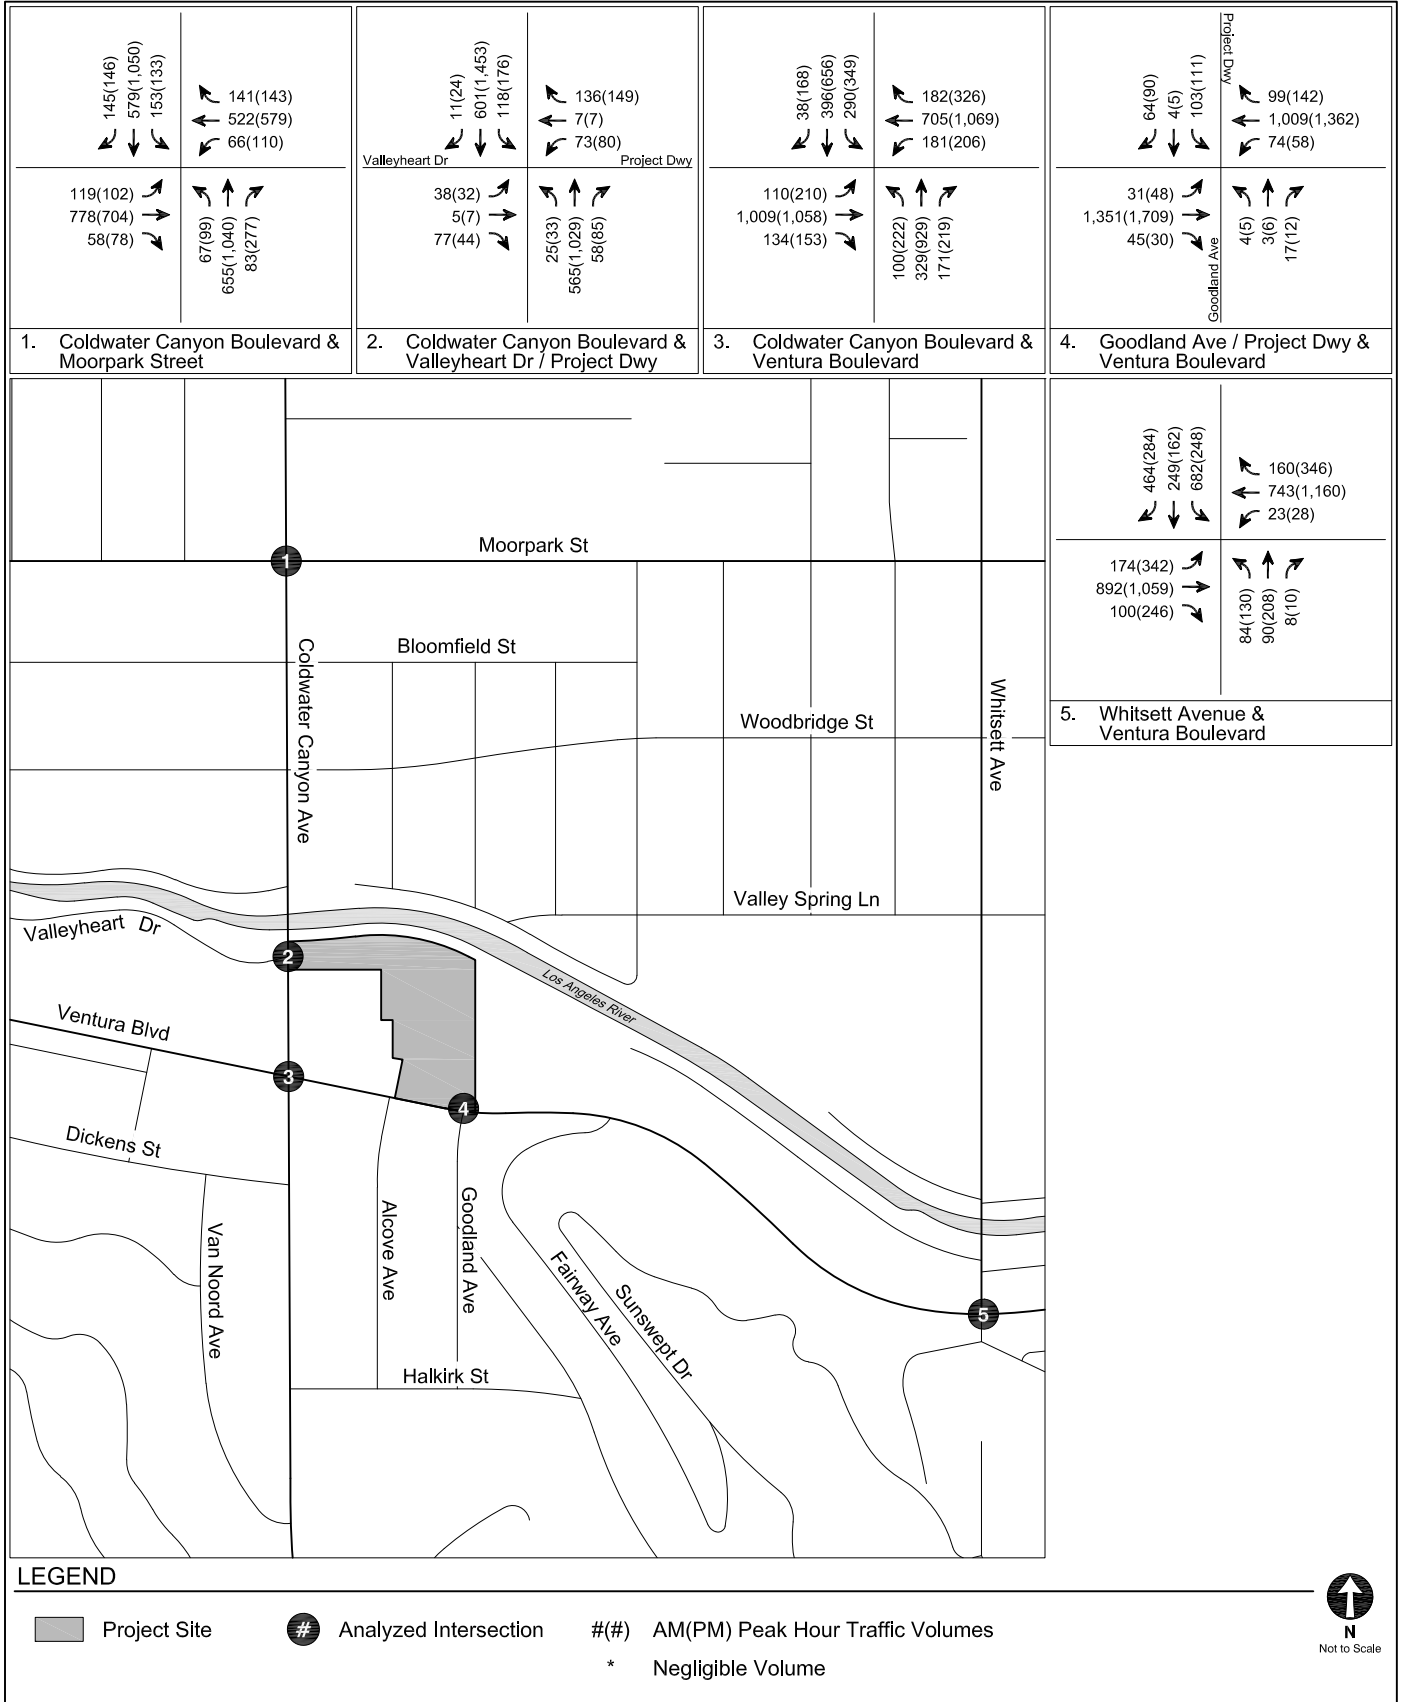 145(146)
579(1,050)
153(133)
141(143)
522(579)
66(110)
119(102)
778(704)
58(78)
67(99)
655(1,040)
83(277)
1. Coldwater Canyon Boulevard &
Moorpark Street
11(24)
601(1,453)
118(176)
136(149)
7(7)
73(80)
Valleyheart Dr
Project Dwy
38(32)
5(7)
77(44)
25(33)
565(1,029)
58(85)
2. Coldwater Canyon Boulevard &
Valleyheart Dr / Project Dwy
38(168)
396(656)
290(349)
182(326)
705(1,069)
181(206)
110(210)
1,009(1,058)
134(153)
100(222)
329(929)
171(219)
3. Coldwater Canyon Boulevard &
Ventura Boulevard
Project Dwy
64(90)
4(5)
103(111)
99(142)
1,009(1,362)
74(58)
31(48)
1,351(1,709)
45(30)
Goodland Ave
4(5)
3(6)
17(12)
4. Goodland Ave / Project Dwy &
Ventura Boulevard
464(284)
249(162)
682(248)
160(346)
743(1,160)
23(28)
174(342)
892(1,059)
100(246)
84(130)
90(208)
8(10)
5. Whitsett Avenue &
Ventura Boulevard
Moorpark St
1
Coldwater Canyon Ave
Bloomfield St
Whitsett Ave
Woodbridge St
Valley Spring Ln
Valleyheart Dr
2
Los Angeles River
Ventura Blvd
3
4
Dickens St
Van Noord Ave
Alcove Ave
Goodland Ave
Fairway Ave
Sunswept Dr
5
Halkirk St
LEGEND
Project Site
# Analyzed Intersection
#(#) AM(PM) Peak Hour Traffic Volumes
* Negligible Volume
N
Not to Scale